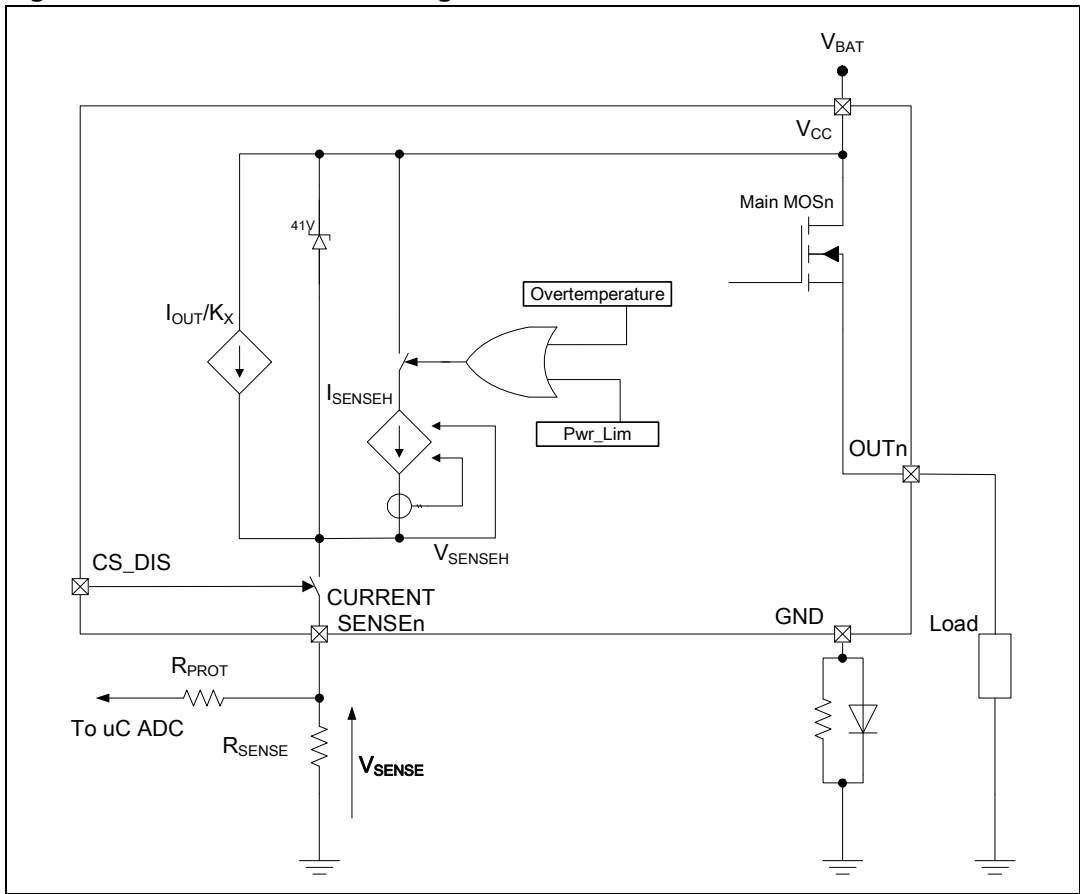 V_BAT
V_CC
Main MOSn
41V
Overtemperature
I_OUT/K_X
I_SENSEH
Pwr_Lim
OUTn
V_SENSEH
CS_DIS
CURRENT
SENSEn
GND
Load
R_PROT
To uC ADC
R_SENSE
V_SENSE